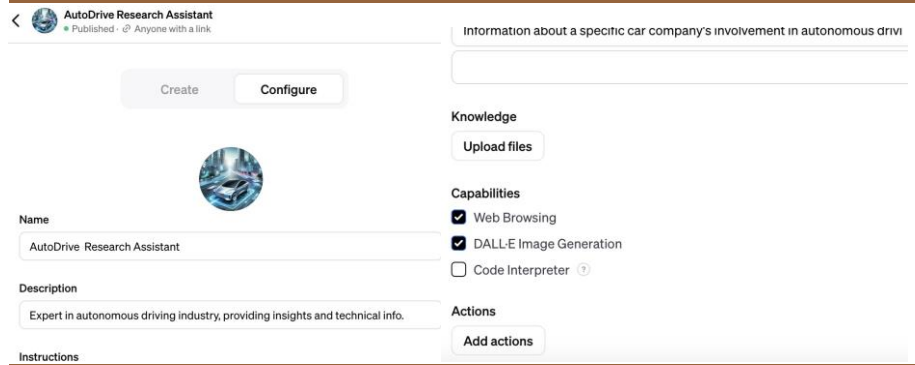 AutoDrive Research Assistant
Published · Anyone with a link
Create
Configure
Name
AutoDrive Research Assistant
Description
Expert in autonomous driving industry, providing insights and technical info.
Instructions
Information about a specific car company's involvement in autonomous drivi
Knowledge
Upload files
Capabilities
Web Browsing
DALL·E Image Generation
Code Interpreter ?
Actions
Add actions